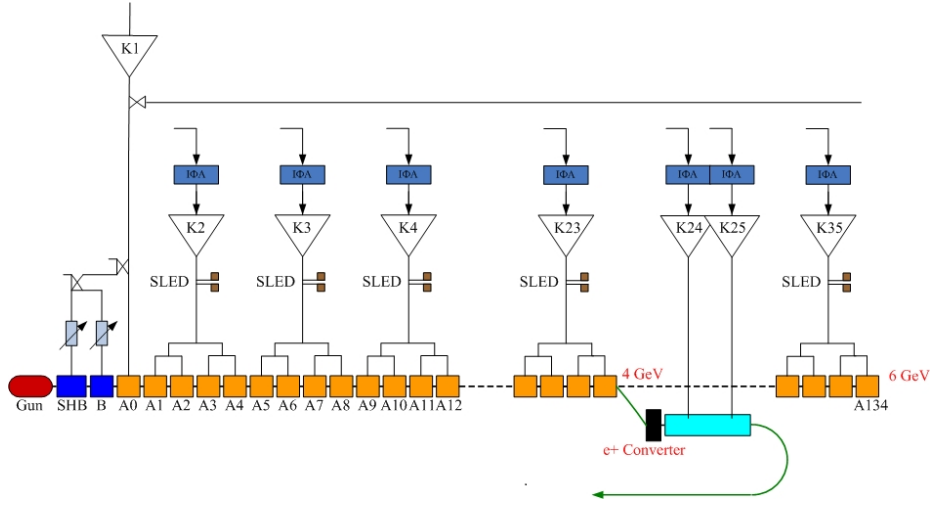 K1
IΦA IΦA IΦA IΦA IΦA IΦA IΦA
K2 K3 K4 K23 K24 K25 K35
SLED SLED SLED SLED SLED
4 GeV 6 GeV
Gun SHB B A0 A1 A2 A3 A4 A5 A6 A7 A8 A9 A10 A11 A12 A134
e+ Converter